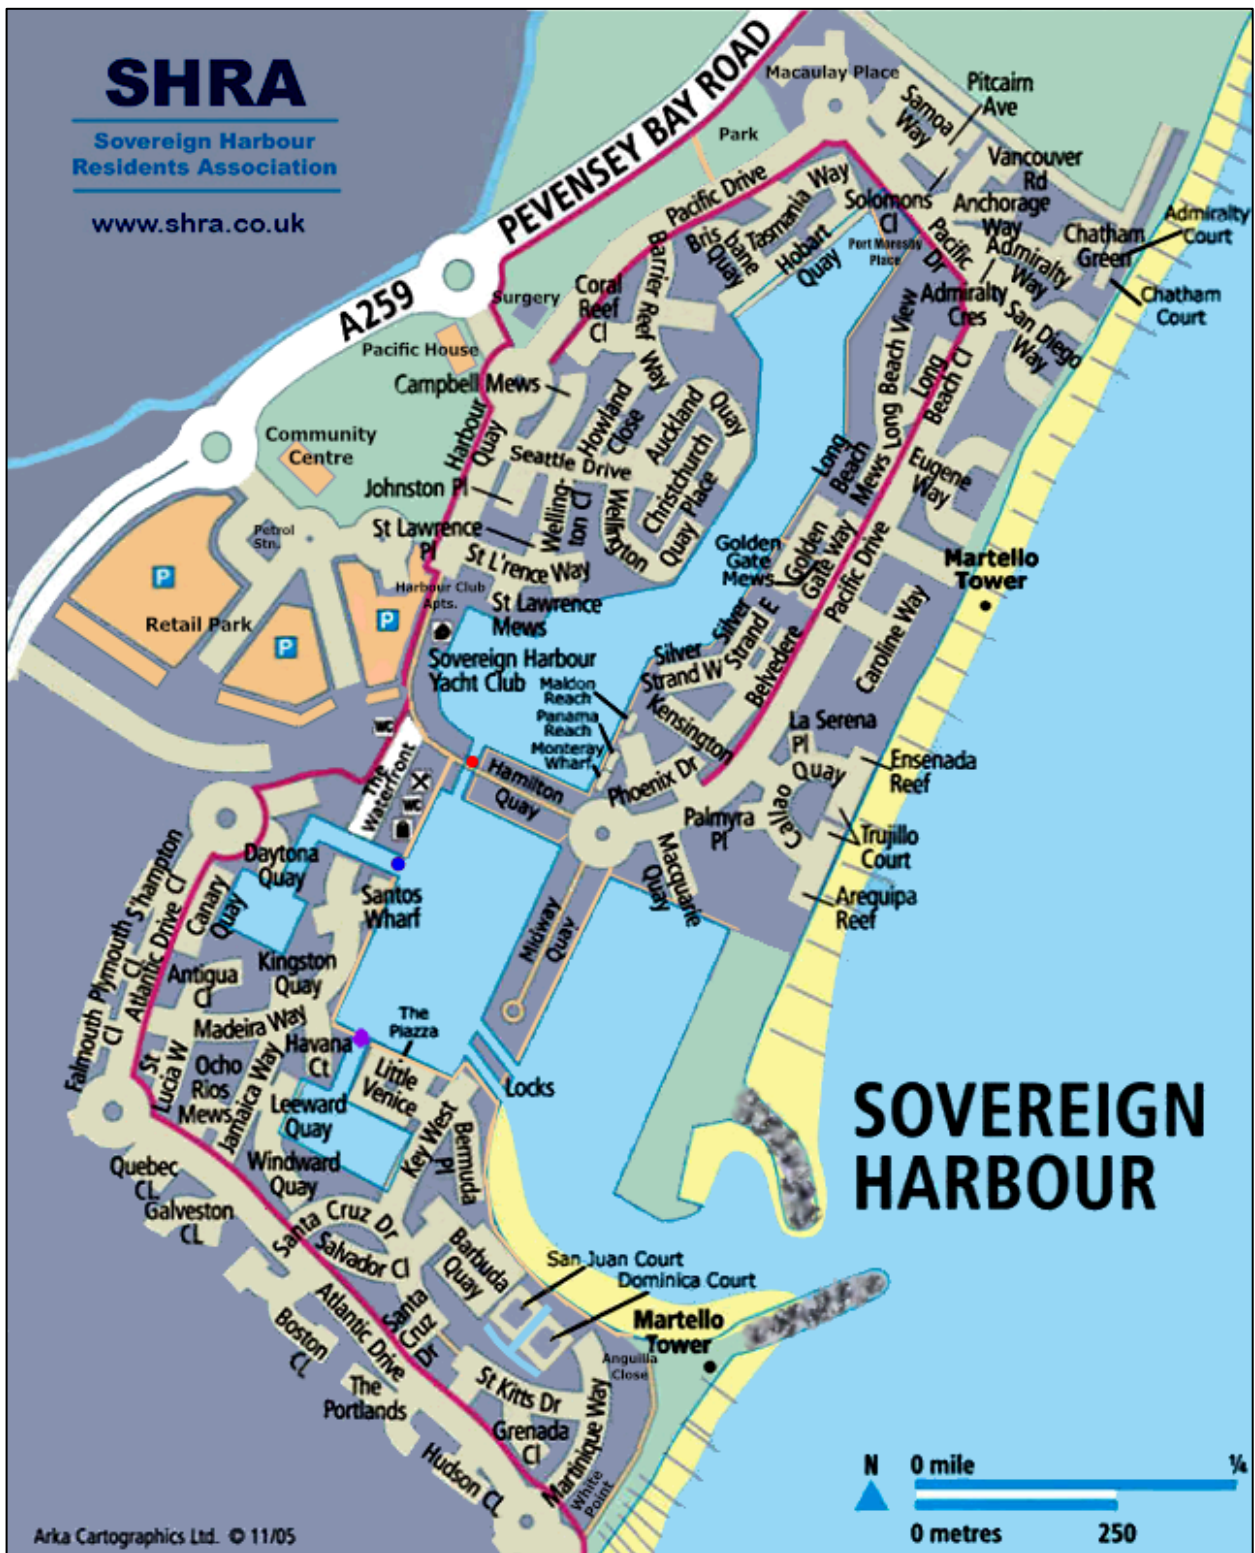 SHRA
Sovereign Harbour
Residents Association
www.shra.co.uk
PEVENSEY BAY ROAD
A259
Macaulay Place
Park
Samoa
Way
Pitcairn
Ave
Vancouver
Rd
Anchorage
Way
Solomons
Cl
Port Moresby
Place
Pacific Drive
Tasmania Way
Bris
bane
Quay
Hobart
Quay
Pacific
Dr
Admiralty
Way
Chatham
Green
Admiralty
Court
Chatham
Court
Admiralty
Cres
San Diego
Way
Surgery
Coral
Reef
Cl
Barrier Reef
Way
Pacific House
Campbell Mews
Harbour
Quay
Howland
Close
Auckland
Quay
Christchurch
Place
Long Beach View
Long
Beach Cl
Long
Beach
Mews
Eugene
Way
Community
Centre
Seattle Drive
Johnston Pl
Welling-
ton Cl
Wellington
Quay
St Lawrence
Pl
St L'rence Way
St Lawrence
Mews
Petrol
Stn.
P
Retail Park
P
P
Harbour Club
Apts.
Golden
Gate
Mews
Golden
Gate Way
Pacific Drive
Martello
Tower
Caroline Way
Sovereign Harbour
Yacht Club
Silver
Strand W
Silver
Strand E
Belvedere
Kensington
Maldon
Reach
Panama
Reach
Monteray
Wharf
Phoenix Dr
La Serena
Pl
Callao
Quay
Ensenada
Reef
Trujillo
Court
Arequipa
Reef
Palmyra
Pl
Macquarie
Quay
WC
The
Waterfront
WC
Hamilton
Quay
Midway
Quay
Daytona
Quay
Santos
Wharf
Canary
Quay
S'hampton
Cl
Plymouth
Cl
Falmouth
Cl
Atlantic Drive
Antigua
Cl
Kingston
Quay
Madeira Way
Havana
Ct
The
Piazza
Little
Venice
Locks
St
Lucia W
Ocho
Rios
Mews
Jamaica Way
Leeward
Quay
Windward
Quay
Key West
Bermuda
Pl
SOVEREIGN
HARBOUR
Quebec
CL
Galveston
CL
Santa Cruz Dr
Salvador Cl
Barbuda
Quay
San Juan Court
Dominica Court
Martello
Tower
Anguilla
Close
Boston
CL
Atlantic Drive
Santa
Cruz
Dr
The
Portlands
St Kitts Dr
Grenada
Cl
Martinique Way
White
Point
Hudson CL
N
0 mile
¼
0 metres
250
Arka Cartographics Ltd. © 11/05